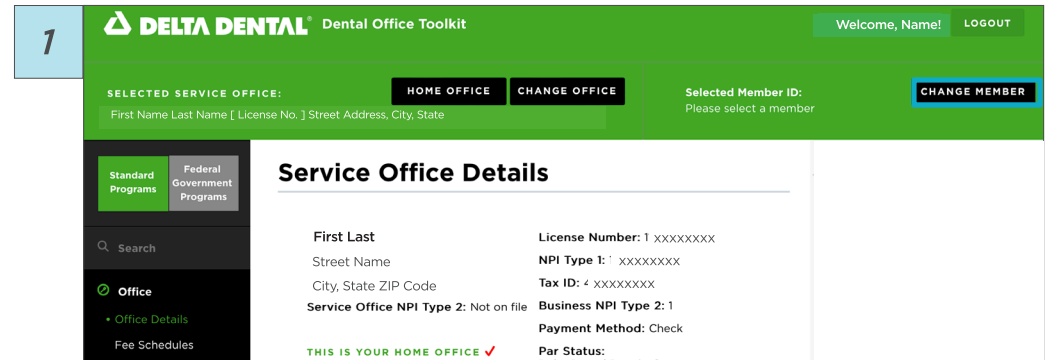 1
DELTA DENTAL® Dental Office Toolkit
Welcome, Name!
LOGOUT
SELECTED SERVICE OFFICE:
HOME OFFICE
CHANGE OFFICE
First Name Last Name [ License No. ] Street Address, City, State
Selected Member ID:
Please select a member
CHANGE MEMBER
Standard
Programs
Federal
Government
Programs
Search
Office
• Office Details
Fee Schedules
Service Office Details
First Last
Street Name
City, State ZIP Code
Service Office NPI Type 2: Not on file
THIS IS YOUR HOME OFFICE
License Number: 1 XXXXXXXX
NPI Type 1: XXXXXXXX
Tax ID: XXXXXXXX
Business NPI Type 2: 1
Payment Method: Check
Par Status: